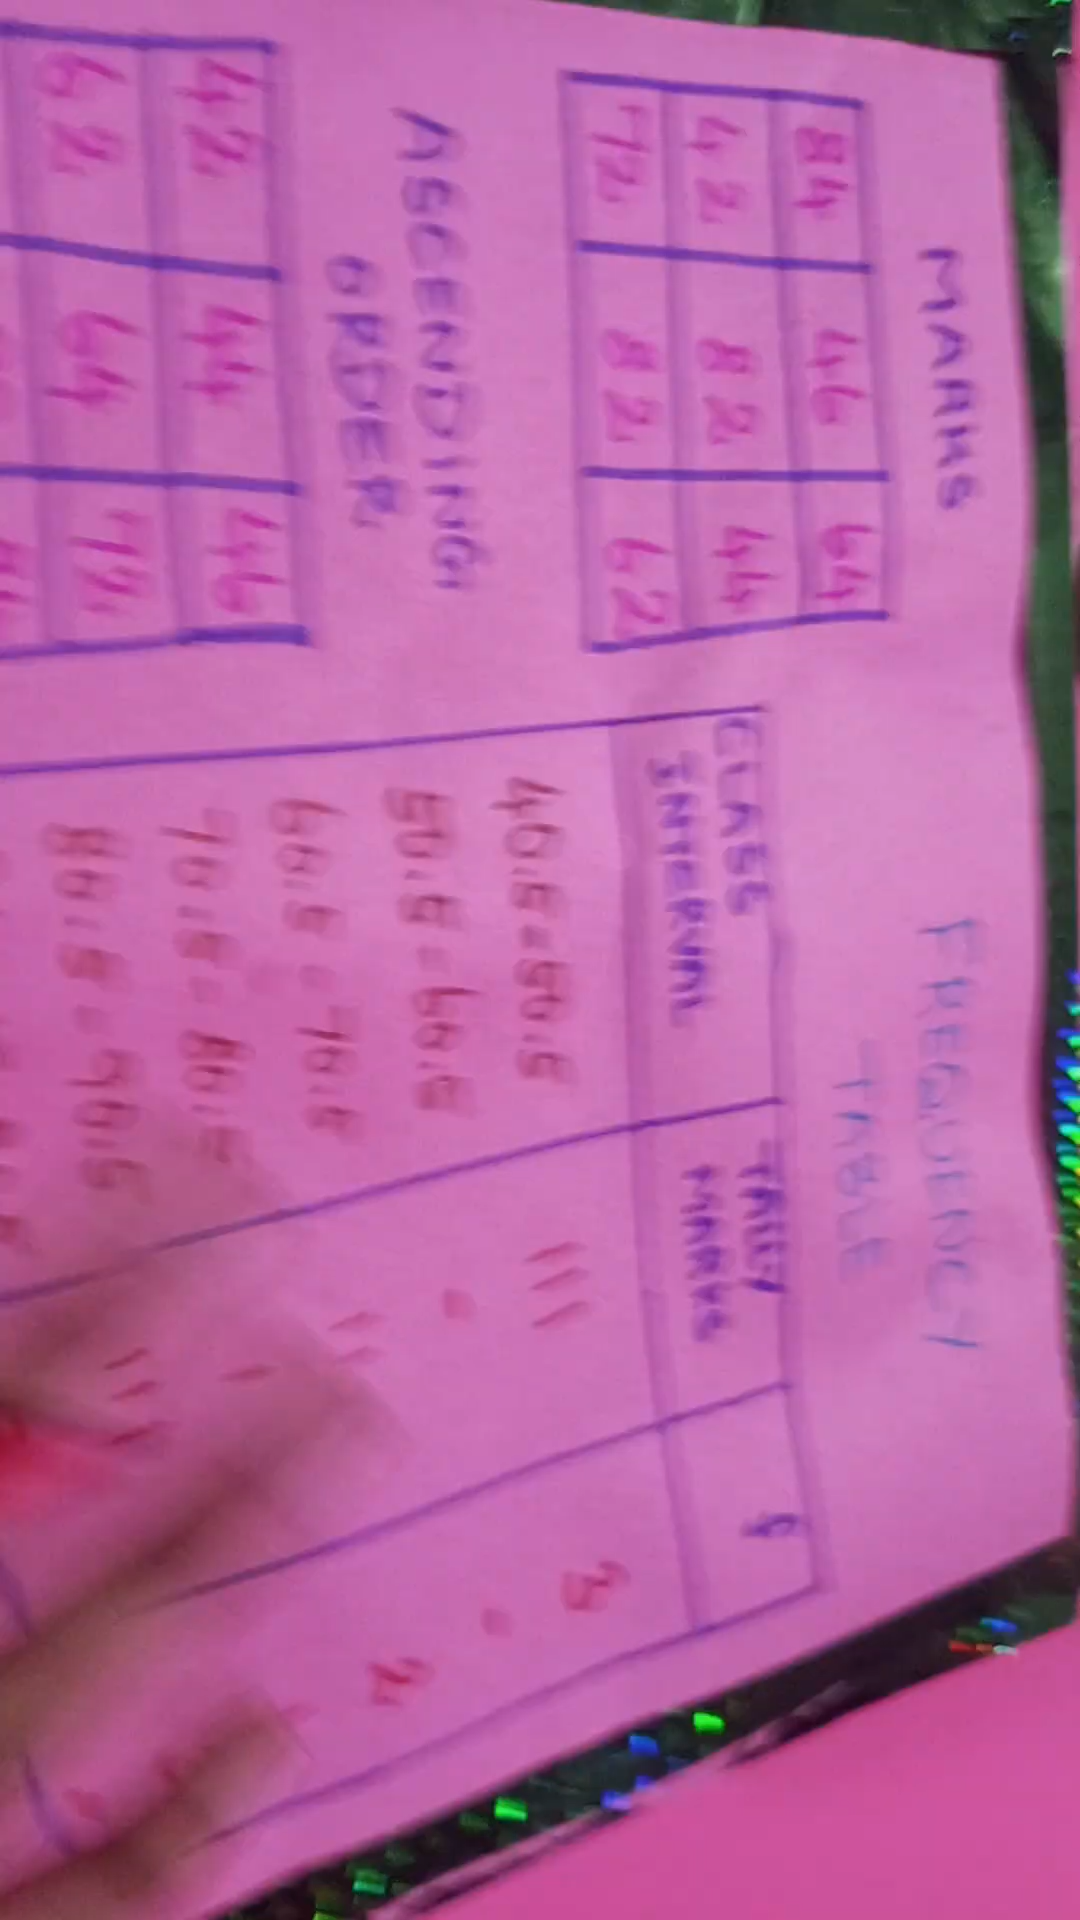 MARKS
84 46 64
42 82 44
72 82 62
ASCENDING
ORDER
42 44 46
62 64 72
FREQUENCY
TABLE
CLASS INTERVAL TALLY MARKS f
40.5-50.5 III 3
50.5-60.5 - -
60.5-70.5 II 2
70.5-80.5 I
80.5-90.5 III